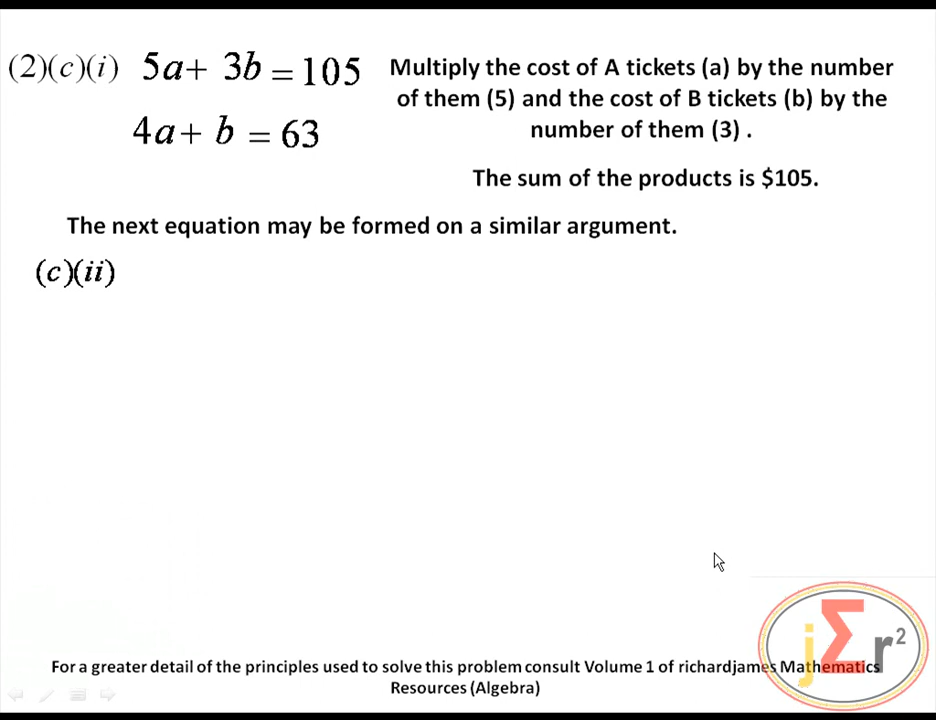 (2)(c)(i) 5a+ 3b = 105
4a+ b = 63
Multiply the cost of A tickets (a) by the number
of them (5) and the cost of B tickets (b) by the
number of them (3) .
The sum of the products is $105.
The next equation may be formed on a similar argument.
(c)(ii)
For a greater detail of the principles used to solve this problem consult Volume 1 of richardjames Mathematics
Resources (Algebra)
jΣr²